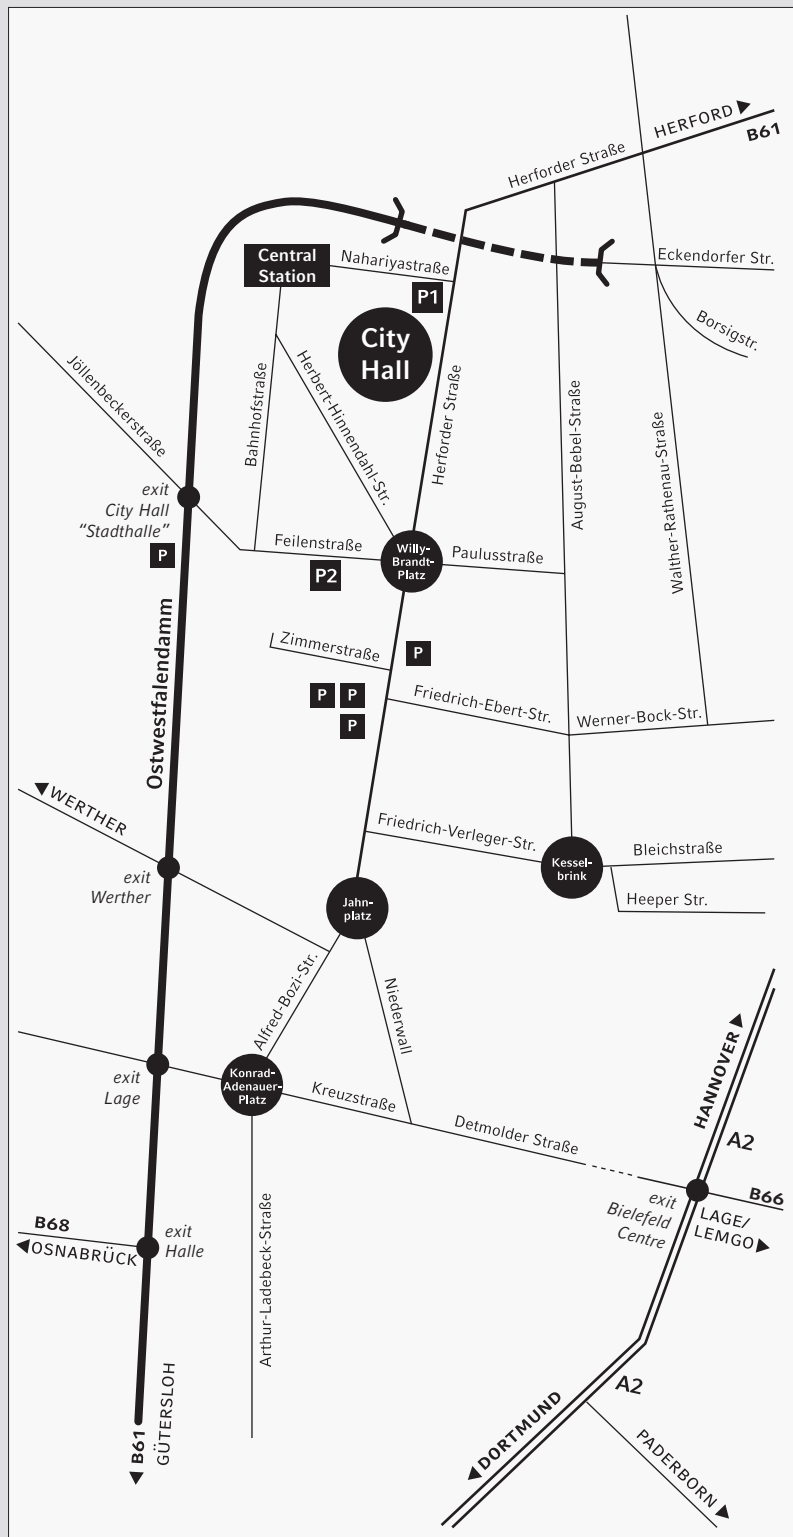 HERFORD
B61
Herforder Straße
Eckendorfer Str.
Central
Station
Nahariyastraße
P1
Borsigstr.
City
Hall
Jöllenbeckerstraße
Bahnhofstraße
Herbert-Hinnendahl-Str.
Herforder Straße
August-Bebel-Straße
Walther-Rathenau-Straße
exit
City Hall
"Stadthalle"
P
Feilenstraße
P2
Willy-
Brandt-
Platz
Paulusstraße
Ostwestfalendamm
Zimmerstraße
P
P
P
P
Friedrich-Ebert-Str.
Werner-Bock-Str.
WERTHER
exit
Werther
Friedrich-Verleger-Str.
Kessel-
brink
Bleichstraße
Heeper Str.
Jahn-
platz
Alfred-Bozi-Str.
Niederwall
exit
Lage
Konrad-
Adenauer-
Platz
Kreuzstraße
Detmolder Straße
HANNOVER
A2
B66
exit
Bielefeld
Centre
LAGE/
LEMGO
B68
OSNABRÜCK
exit
Halle
Arthur-Ladebeck-Straße
B61
GÜTERSLOH
A2
DORTMUND
PADERBORN